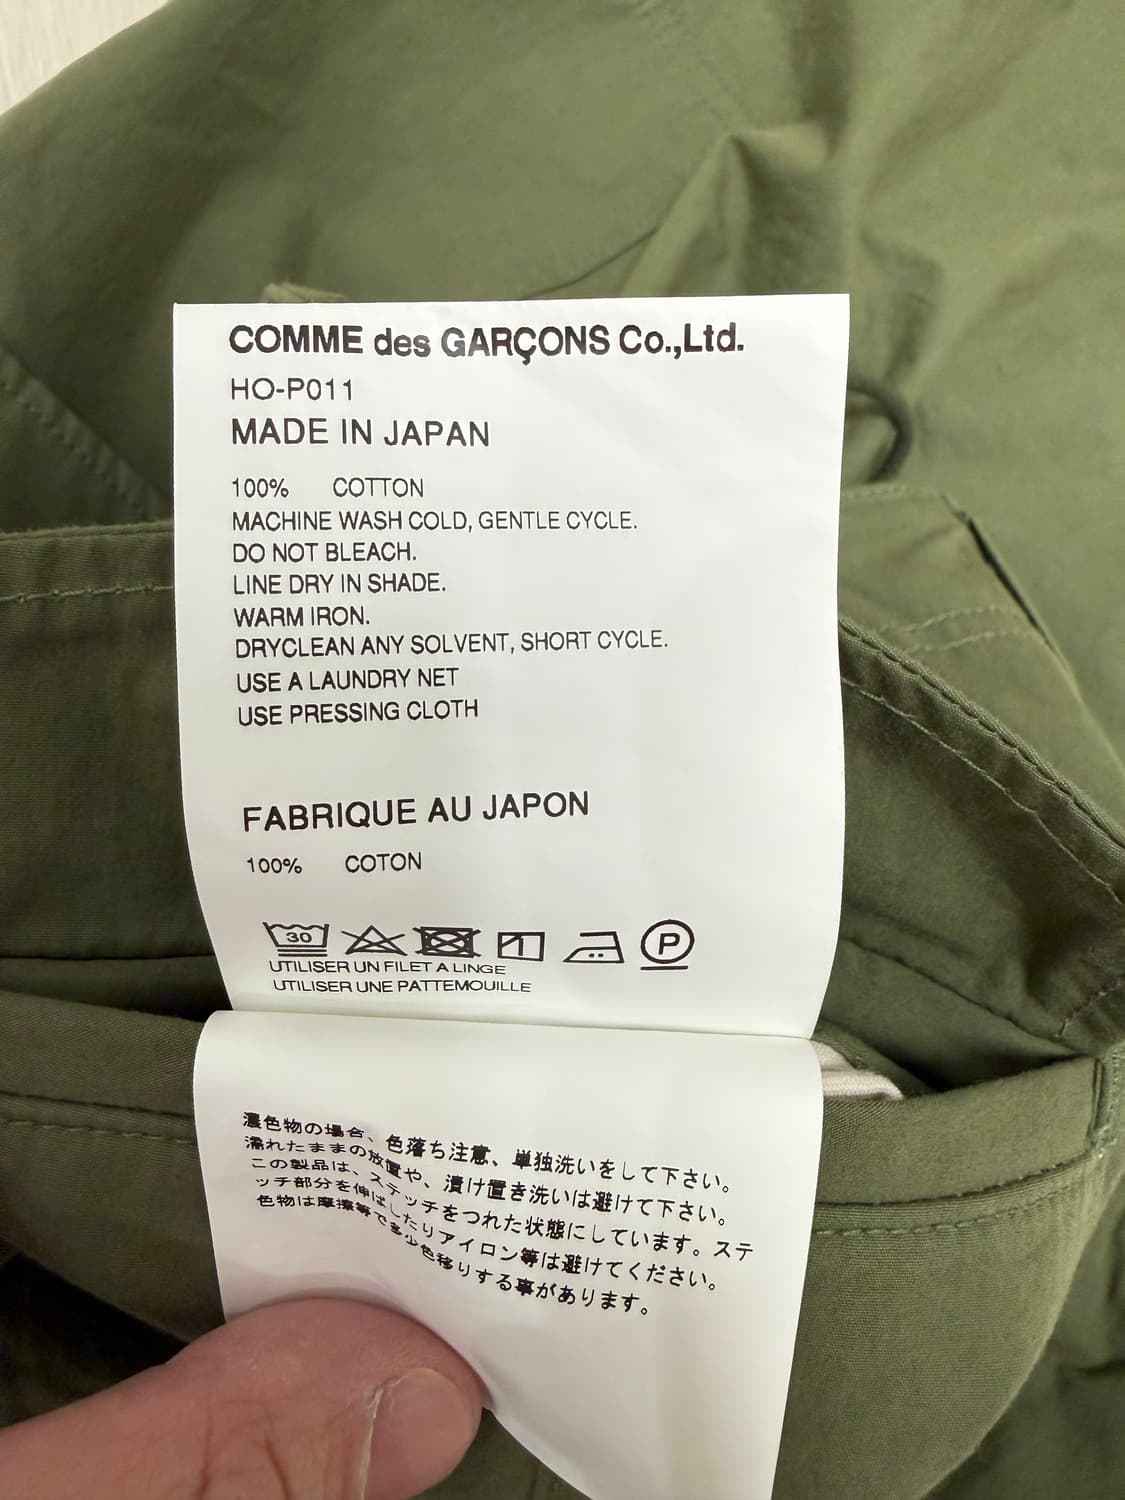 COMME des GARÇONS Co.,Ltd.
HO-P011
MADE IN JAPAN
100% COTTON
MACHINE WASH COLD, GENTLE CYCLE.
DO NOT BLEACH.
LINE DRY IN SHADE.
WARM IRON.
DRYCLEAN ANY SOLVENT, SHORT CYCLE.
USE A LAUNDRY NET
USE PRESSING CLOTH
FABRIQUE AU JAPON
100% COTON
30
P
UTILISER UN FILET A LINGE
UTILISER UNE PATTEMOUILLE
濃色物の場合、色落ち注意、単独洗いをして下さい。
濡れたままの放置や、漬け置き洗いは避けて下さい。
この製品は、ステッチをつれた状態にしています。ステ
ッチ部分を伸ばしたりアイロン等は避けてください。
色物は摩擦等で多少色移りする事があります。